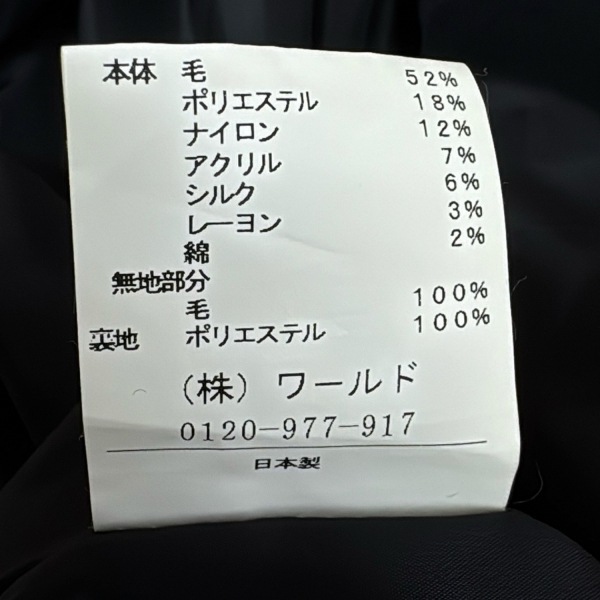 本体 毛 52%
ポリエステル 18%
ナイロン 12%
アクリル 7%
シルク 6%
レーヨン 3%
綿 2%
無地部分
毛 100%
裏地 ポリエステル 100%
(株) ワールド
0120-977-917
日本製